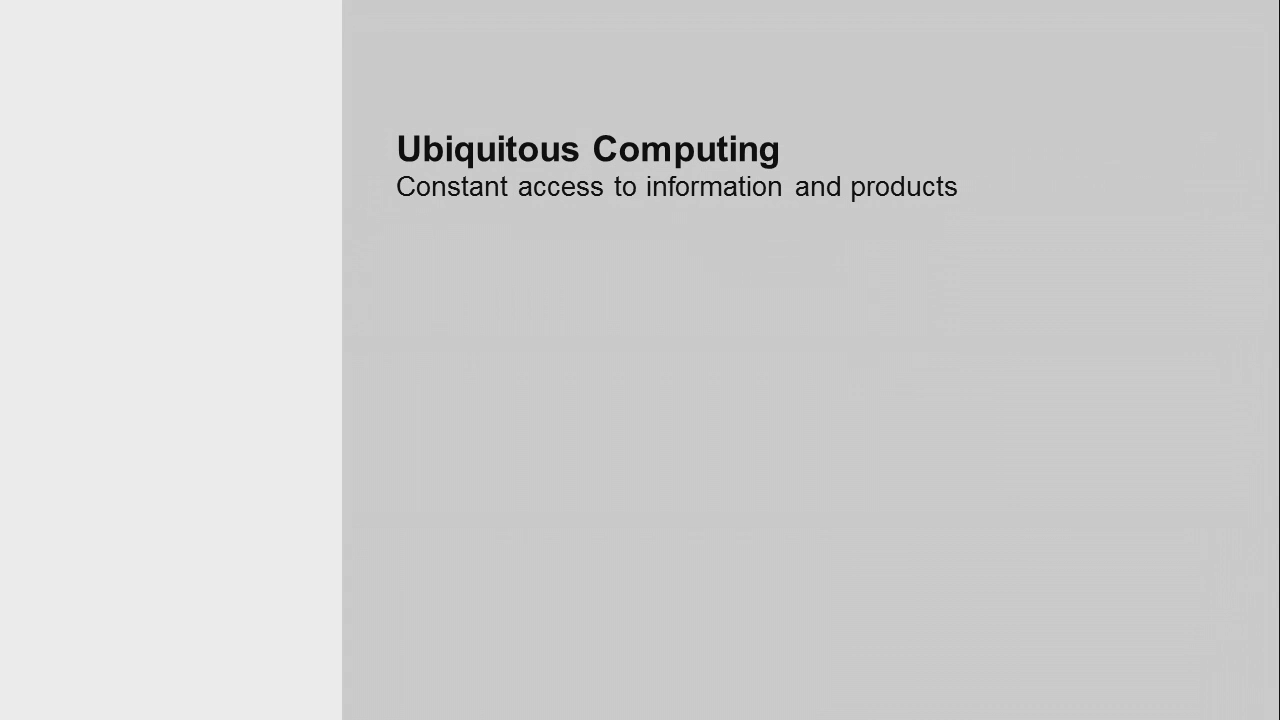 Ubiquitous Computing
Constant access to information and products